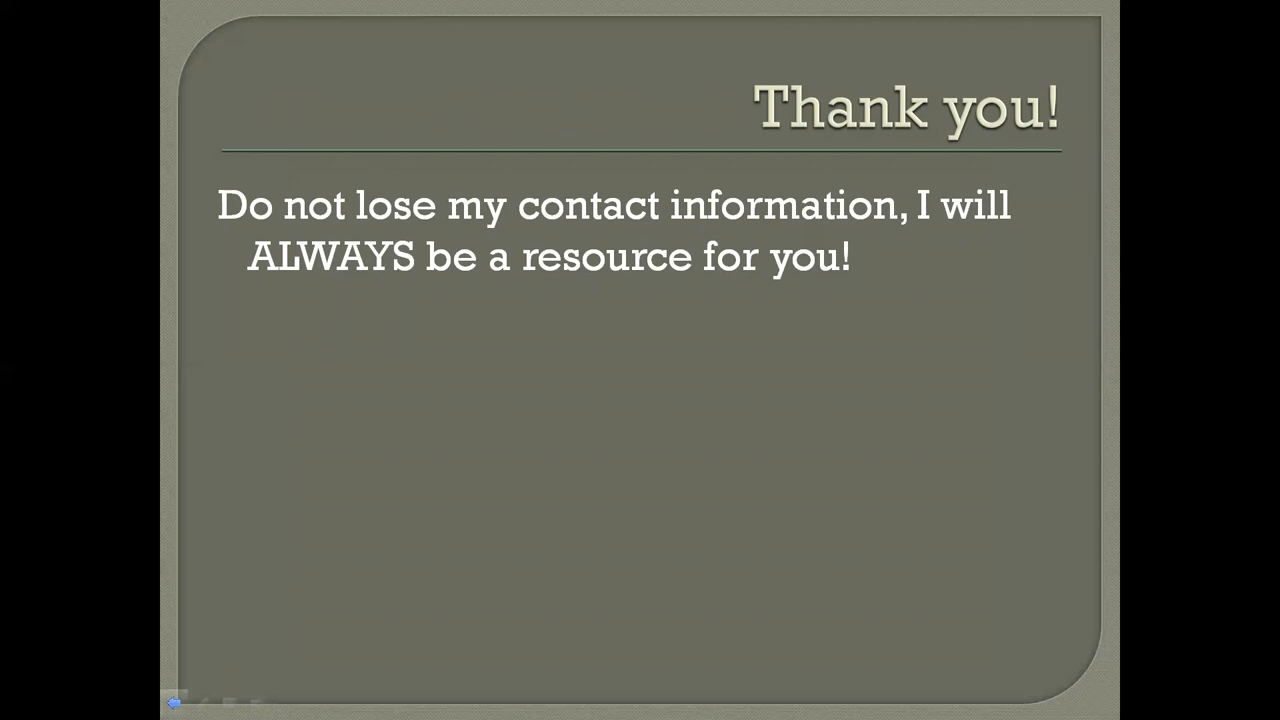 Thank you!
Do not lose my contact information, I will
ALWAYS be a resource for you!